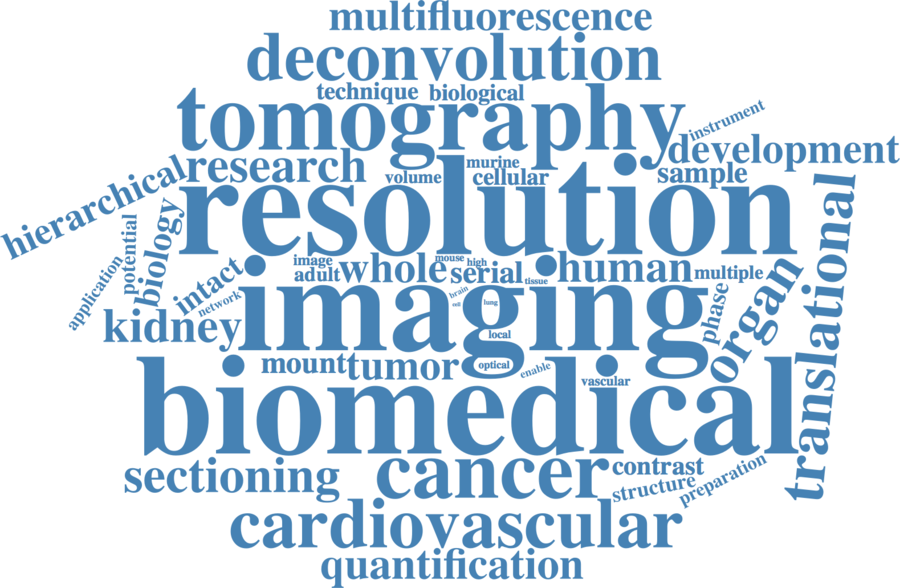 multifluorescence
deconvolution
technique biological
tomography
instrument
development
research
murine
volume
cellular
sample
hierarchical
resolution
translational
potential
biology
application
intact
network
image
adult
whole
mouse
high
serial
tissue
human
multiple
phase
organ
kidney
imaging
brain
cell
lung
local
mount
tumor
optical
enable
vascular
biomedical
sectioning
cancer
contrast
structure
preparation
cardiovascular
quantification